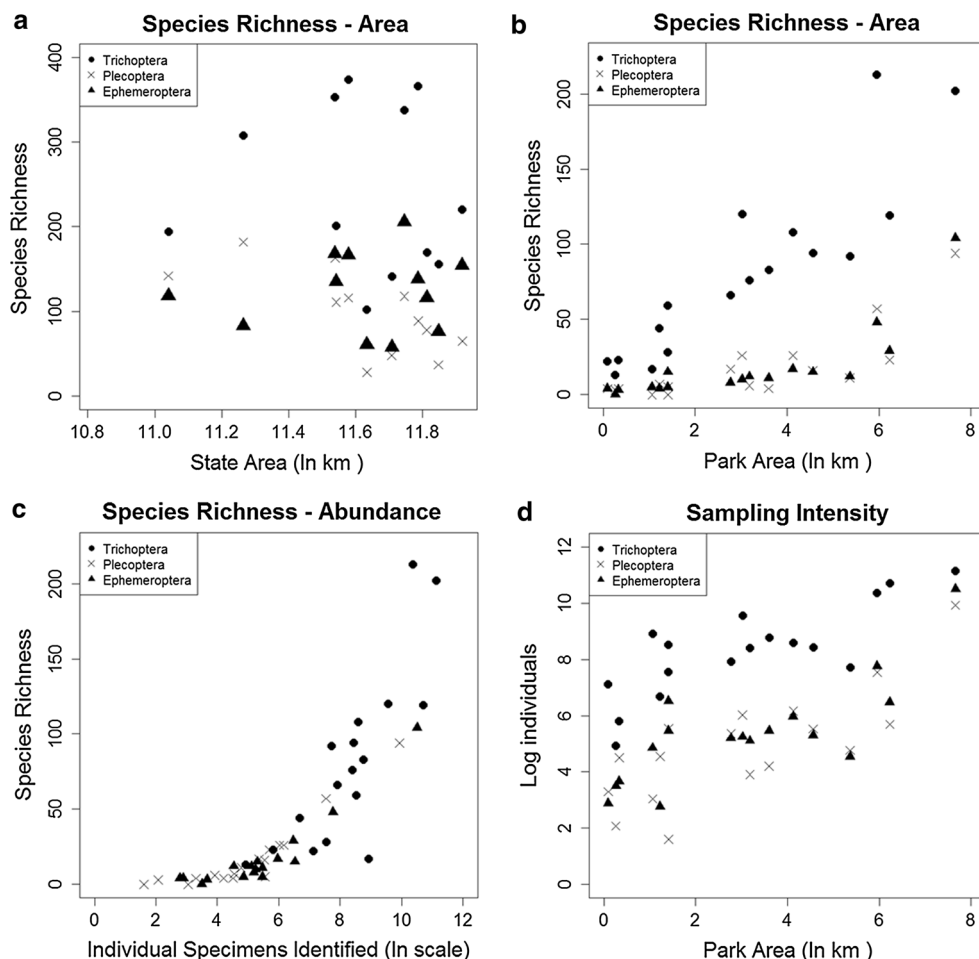 a
Species Richness - Area
Trichoptera
Plecoptera
Ephemeroptera
Species Richness
400
300
200
100
0
10.8 11.0 11.2 11.4 11.6 11.8
State Area (ln km )
b
Species Richness - Area
Trichoptera
Plecoptera
Ephemeroptera
Species Richness
200
150
100
50
0
0 2 4 6 8
Park Area (ln km )
c
Species Richness - Abundance
Trichoptera
Plecoptera
Ephemeroptera
Species Richness
200
150
100
50
0
0 2 4 6 8 10 12
Individual Specimens Identified (ln scale)
d
Sampling Intensity
Trichoptera
Plecoptera
Ephemeroptera
Log individuals
12
10
8
6
4
2
0
0 2 4 6 8
Park Area (ln km )